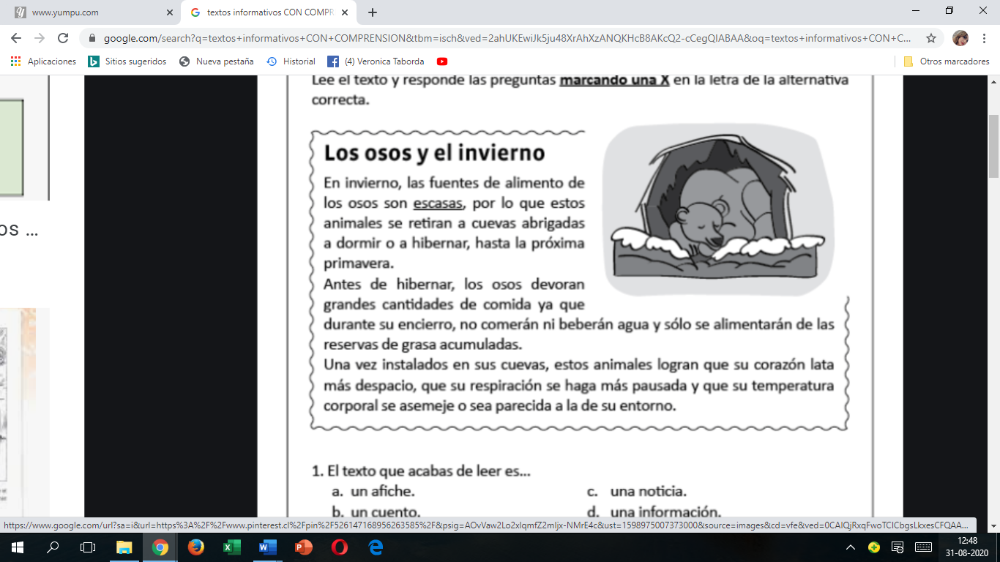 www.yumpu.com
textos informativos CON COMPR
google.com/search?q=textos+informativos+CON+COMPRENSION&tbm=isch&ved=2ahUKEwiJk5ju48XrAhXzANQKHcB8AKcQ2-cCegQIABAA&oq=textos+informativos+CON+C...
Aplicaciones Sitios sugeridos Nueva pestaña Historial (4) Veronica Taborda Otros marcadores
Lee el texto y responde las preguntas marcando una X en la letra de la alternativa
correcta.
os ...
Los osos y el invierno
En invierno, las fuentes de alimento de
los osos son escasas, por lo que estos
animales se retiran a cuevas abrigadas
a dormir o a hibernar, hasta la próxima
primavera.
Antes de hibernar, los osos devoran
grandes cantidades de comida ya que
durante su encierro, no comerán ni beberán agua y sólo se alimentarán de las
reservas de grasa acumuladas.
Una vez instalados en sus cuevas, estos animales logran que su corazón lata
más despacio, que su respiración se haga más pausada y que su temperatura
corporal se asemeje o sea parecida a la de su entorno.
1. El texto que acabas de leer es...
a. un afiche.
b. un cuento.
c. una noticia.
d. una información.
https://www.google.com/url?sa=i&url=https%3A%2F%2Fwww.pinterest.cl%2Fpin%2F526147168956263585%2F&psig=AOvVaw2Lo2xlqmfZ2mIjx-NMrE4c&ust=1598975007373000&source=images&cd=vfe&ved=0CAIQjRxqFwoTCICbgsLkxesCFQAA...
12:48
31-08-2020